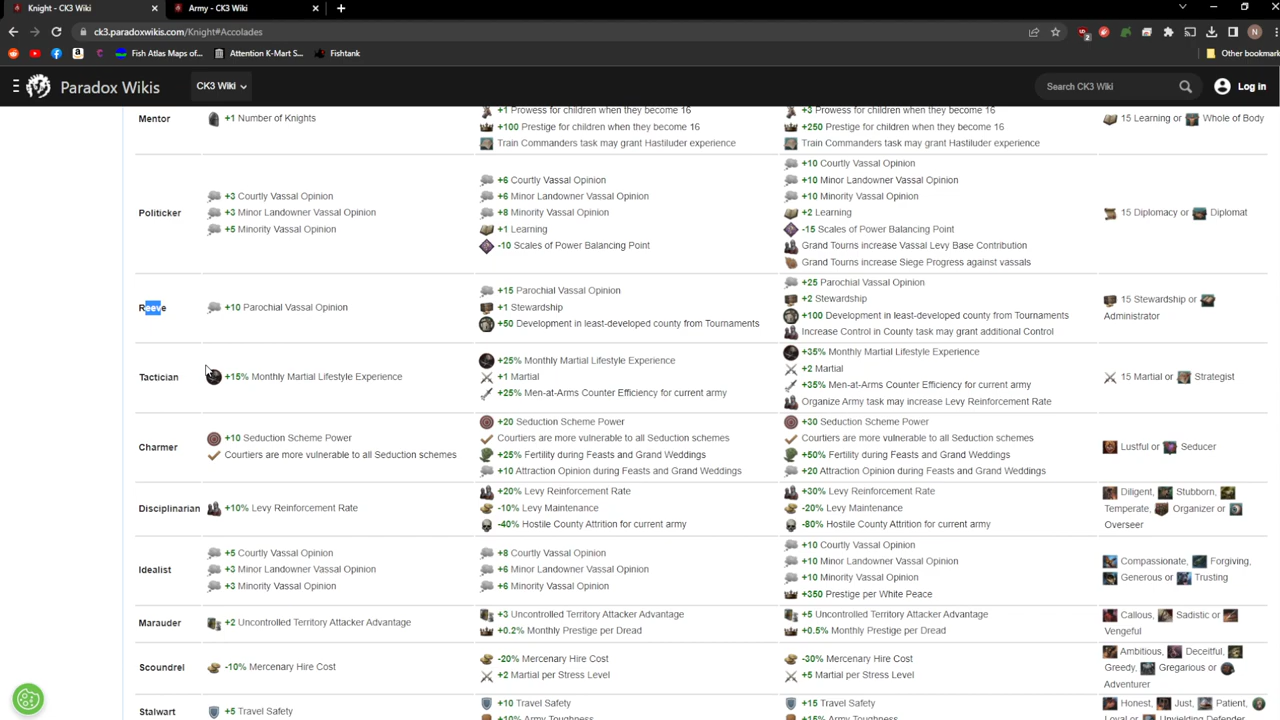 Knight - CK3 Wiki
Army - CK3 Wiki
ck3.paradoxwikis.com/Knight#Accolades
Fish Atlas Maps of...
Attention K-Mart S...
Fishtank
Other bookmarks
Paradox Wikis
CK3 Wiki
Search CK3 Wiki
Log in
+1 Prowess for children when they become 16
+3 Prowess for children when they become 16
Mentor
+1 Number of Knights
+100 Prestige for children when they become 16
+250 Prestige for children when they become 16
15 Learning or Whole of Body
Train Commanders task may grant Hastiluder experience
Train Commanders task may grant Hastiluder experience
Politicker
+3 Courtly Vassal Opinion
+3 Minor Landowner Vassal Opinion
+5 Minority Vassal Opinion
+6 Courtly Vassal Opinion
+6 Minor Landowner Vassal Opinion
+8 Minority Vassal Opinion
+1 Learning
-10 Scales of Power Balancing Point
+10 Courtly Vassal Opinion
+10 Minor Landowner Vassal Opinion
+10 Minority Vassal Opinion
+2 Learning
-15 Scales of Power Balancing Point
Grand Tourns increase Vassal Levy Base Contribution
Grand Tourns increase Siege Progress against vassals
15 Diplomacy or Diplomat
Reeve
+10 Parochial Vassal Opinion
+15 Parochial Vassal Opinion
+1 Stewardship
+50 Development in least-developed county from Tournaments
+25 Parochial Vassal Opinion
+2 Stewardship
+100 Development in least-developed county from Tournaments
Increase Control in County task may grant additional Control
15 Stewardship or
Administrator
Tactician
+15% Monthly Martial Lifestyle Experience
+25% Monthly Martial Lifestyle Experience
+1 Martial
+25% Men-at-Arms Counter Efficiency for current army
+35% Monthly Martial Lifestyle Experience
+2 Martial
+35% Men-at-Arms Counter Efficiency for current army
Organize Army task may increase Levy Reinforcement Rate
15 Martial or Strategist
Charmer
+10 Seduction Scheme Power
Courtiers are more vulnerable to all Seduction schemes
+20 Seduction Scheme Power
Courtiers are more vulnerable to all Seduction schemes
+25% Fertility during Feasts and Grand Weddings
+10 Attraction Opinion during Feasts and Grand Weddings
+30 Seduction Scheme Power
Courtiers are more vulnerable to all Seduction schemes
+50% Fertility during Feasts and Grand Weddings
+20 Attraction Opinion during Feasts and Grand Weddings
Lustful or Seducer
Disciplinarian
+10% Levy Reinforcement Rate
+20% Levy Reinforcement Rate
-10% Levy Maintenance
-40% Hostile County Attrition for current army
+30% Levy Reinforcement Rate
-20% Levy Maintenance
-80% Hostile County Attrition for current army
Diligent, Stubborn,
Temperate, Organizer or
Overseer
Idealist
+5 Courtly Vassal Opinion
+3 Minor Landowner Vassal Opinion
+3 Minority Vassal Opinion
+8 Courtly Vassal Opinion
+6 Minor Landowner Vassal Opinion
+6 Minority Vassal Opinion
+10 Courtly Vassal Opinion
+10 Minor Landowner Vassal Opinion
+10 Minority Vassal Opinion
+350 Prestige per White Peace
Compassionate, Forgiving,
Generous or Trusting
Marauder
+2 Uncontrolled Territory Attacker Advantage
+3 Uncontrolled Territory Attacker Advantage
+0.2% Monthly Prestige per Dread
+5 Uncontrolled Territory Attacker Advantage
+0.5% Monthly Prestige per Dread
Callous, Sadistic or
Vengeful
Scoundrel
-10% Mercenary Hire Cost
-20% Mercenary Hire Cost
+2 Martial per Stress Level
-30% Mercenary Hire Cost
+5 Martial per Stress Level
Ambitious, Deceitful,
Greedy, Gregarious or
Adventurer
Stalwart
+5 Travel Safety
+10 Travel Safety
+10% Army Toughness
+15 Travel Safety
+15% Army Toughness
Honest, Just, Patient,
Loyal or Unyielding Defender